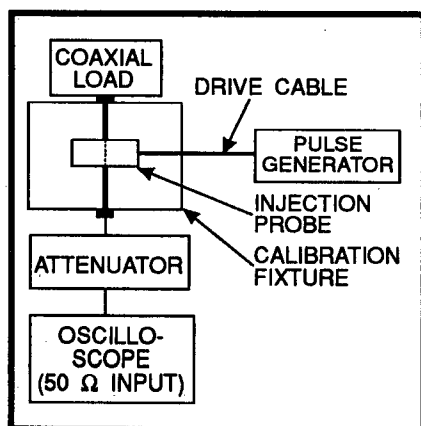 COAXIAL
LOAD
DRIVE CABLE
PULSE
GENERATOR
INJECTION
PROBE
CALIBRATION
FIXTURE
ATTENUATOR
OSCILLO-
SCOPE
(50 Ω INPUT)